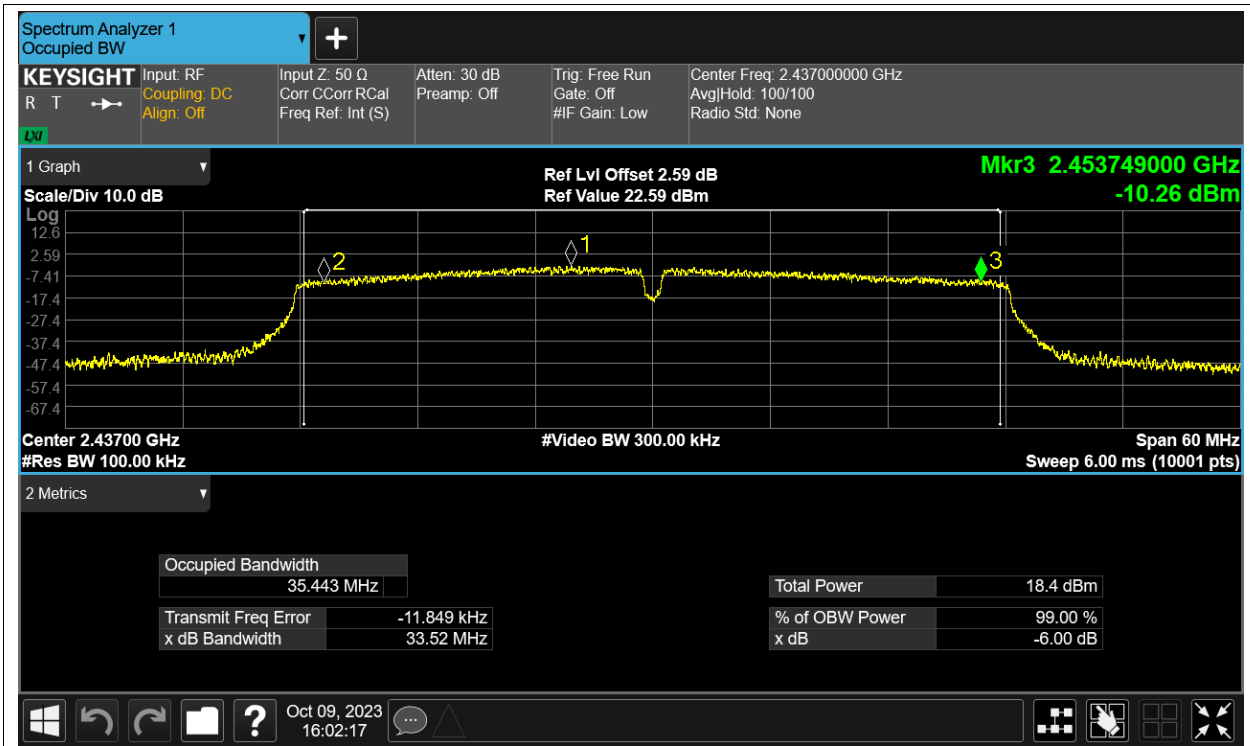 Spectrum Analyzer 1
Occupied BW
+
KEYSIGHT
R T
LXI
Input: RF
Coupling: DC
Align: Off
Input Z: 50 Ω
Corr CCorr RCal
Freq Ref: Int (S)
Atten: 30 dB
Preamp: Off
Trig: Free Run
Gate: Off
#IF Gain: Low
Center Freq: 2.437000000 GHz
Avg|Hold: 100/100
Radio Std: None
1 Graph
Scale/Div 10.0 dB
Ref Lvl Offset 2.59 dB
Ref Value 22.59 dBm
Mkr3 2.453749000 GHz
-10.26 dBm
Log
12.6
2.59
-7.41
-17.4
-27.4
-37.4
-47.4
-57.4
-67.4
2
1
3
Center 2.43700 GHz
#Res BW 100.00 kHz
#Video BW 300.00 kHz
Span 60 MHz
Sweep 6.00 ms (10001 pts)
2 Metrics
Occupied Bandwidth
35.443 MHz
Transmit Freq Error -11.849 kHz
x dB Bandwidth 33.52 MHz
Total Power 18.4 dBm
% of OBW Power 99.00 %
x dB -6.00 dB
?
Oct 09, 2023
16:02:17